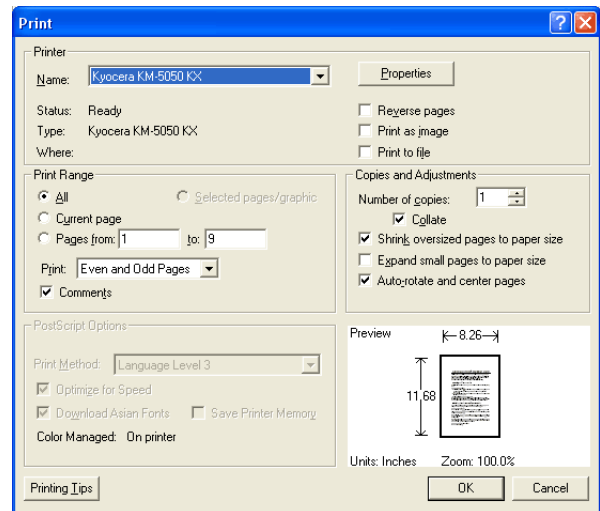 Print
Printer
Name: Kyocera KM-5050 KX
Properties
Status: Ready
Type: Kyocera KM-5050 KX
Where:
Reverse pages
Print as image
Print to file
Print Range
All
Selected pages/graphic
Current page
Pages from: 1 to: 9
Print: Even and Odd Pages
Comments
Copies and Adjustments
Number of copies: 1
Collate
Shrink oversized pages to paper size
Expand small pages to paper size
Auto-rotate and center pages
PostScript Options
Print Method: Language Level 3
Optimize for Speed
Download Asian Fonts
Save Printer Memory
Color Managed: On printer
Preview
8.26
11.68
Units: Inches Zoom: 100.0%
Printing Tips
OK
Cancel